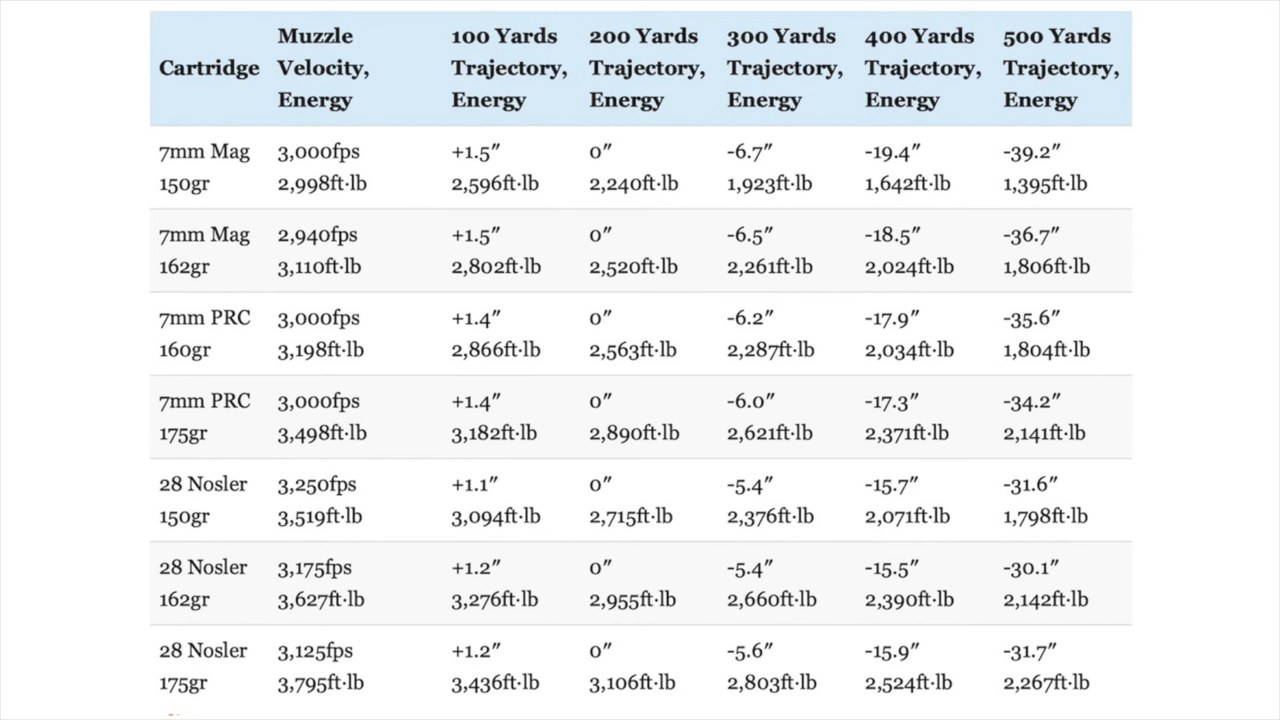 Cartridge Muzzle Velocity, Energy 100 Yards Trajectory, Energy 200 Yards Trajectory, Energy 300 Yards Trajectory, Energy 400 Yards Trajectory, Energy 500 Yards Trajectory, Energy
7mm Mag 3,000fps +1.5″ 0″ -6.7″ -19.4″ -39.2″
150gr 2,998ft·lb 2,596ft·lb 2,240ft·lb 1,923ft·lb 1,642ft·lb 1,395ft·lb
7mm Mag 2,940fps +1.5″ 0″ -6.5″ -18.5″ -36.7″
162gr 3,110ft·lb 2,802ft·lb 2,520ft·lb 2,261ft·lb 2,024ft·lb 1,806ft·lb
7mm PRC 3,000fps +1.4″ 0″ -6.2″ -17.9″ -35.6″
160gr 3,198ft·lb 2,866ft·lb 2,563ft·lb 2,287ft·lb 2,034ft·lb 1,804ft·lb
7mm PRC 3,000fps +1.4″ 0″ -6.0″ -17.3″ -34.2″
175gr 3,498ft·lb 3,182ft·lb 2,890ft·lb 2,621ft·lb 2,371ft·lb 2,141ft·lb
28 Nosler 3,250fps +1.1″ 0″ -5.4″ -15.7″ -31.6″
150gr 3,519ft·lb 3,094ft·lb 2,715ft·lb 2,376ft·lb 2,071ft·lb 1,798ft·lb
28 Nosler 3,175fps +1.2″ 0″ -5.4″ -15.5″ -30.1″
162gr 3,627ft·lb 3,276ft·lb 2,955ft·lb 2,660ft·lb 2,390ft·lb 2,142ft·lb
28 Nosler 3,125fps +1.2″ 0″ -5.6″ -15.9″ -31.7″
175gr 3,795ft·lb 3,436ft·lb 3,106ft·lb 2,803ft·lb 2,524ft·lb 2,267ft·lb